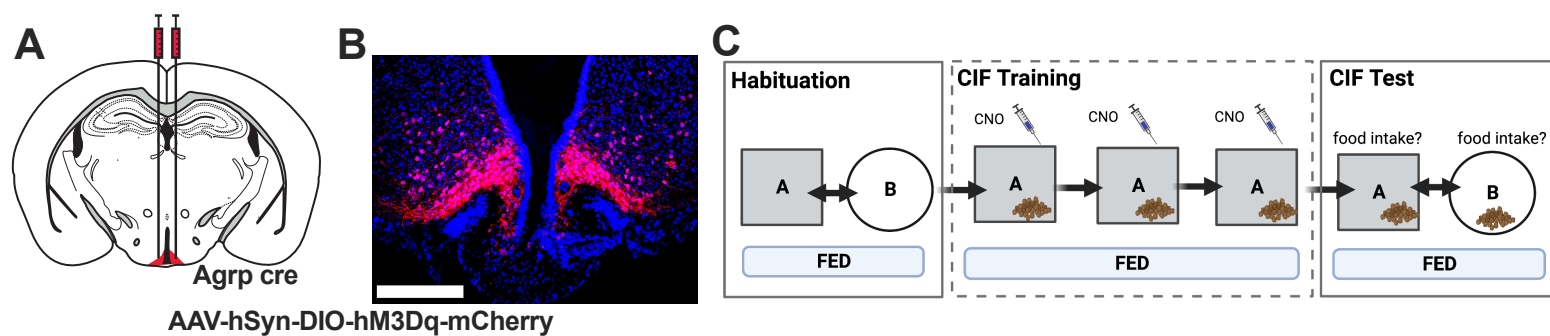 A
B
C
Agrp cre
AAV-hSyn-DIO-hM3Dq-mCherry
Habituation
A
B
FED
CIF Training
CNO
CNO
CNO
A
A
A
FED
CIF Test
food intake?
food intake?
A
B
FED